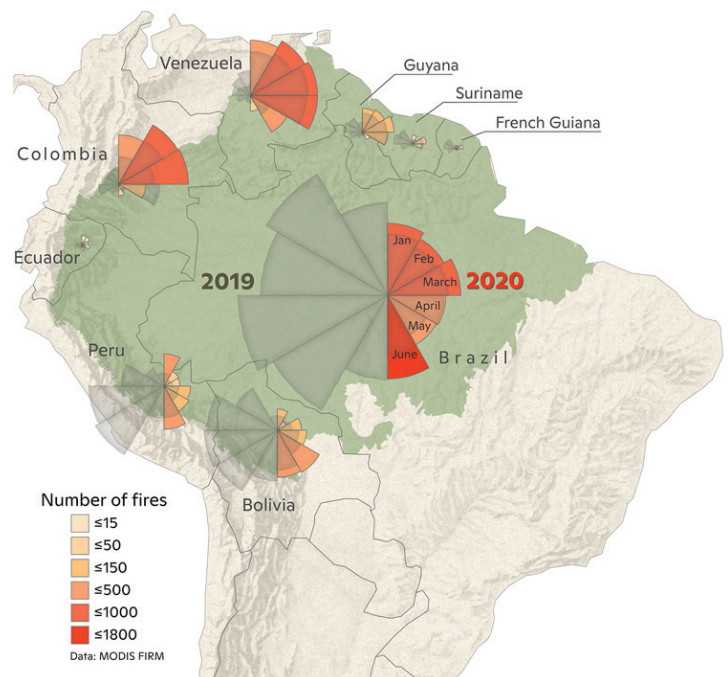 Guyana
Venezuela
Suriname
French Guiana
Colombia
Jan
Ecuador
Feb
2019
March
2020
April
May
Peru
June
Brazil
Number of fires
Bolivia
≤15
≤50
≤150
≤500
≤1000
≤1800
Data: MODIS FIRM